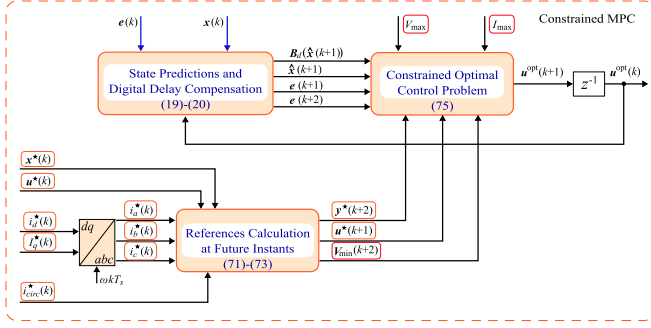 e(k)
x(k)
V_max
I_max
Constrained MPC
State Predictions and
Digital Delay Compensation
(19)-(20)
B_d(x̂(k+1))
x̂(k+1)
e(k+1)
e(k+2)
Constrained Optimal
Control Problem
(75)
u^opt(k+1)
z^-1
u^opt(k)
x★(k)
u★(k)
i_d★(k)
i_q★(k)
dq
abc
ωkT_s
i_a★(k)
i_b★(k)
i_c★(k)
References Calculation
at Future Instants
(71)-(73)
y★(k+2)
u★(k+1)
V_min(k+2)
i_circ★(k)